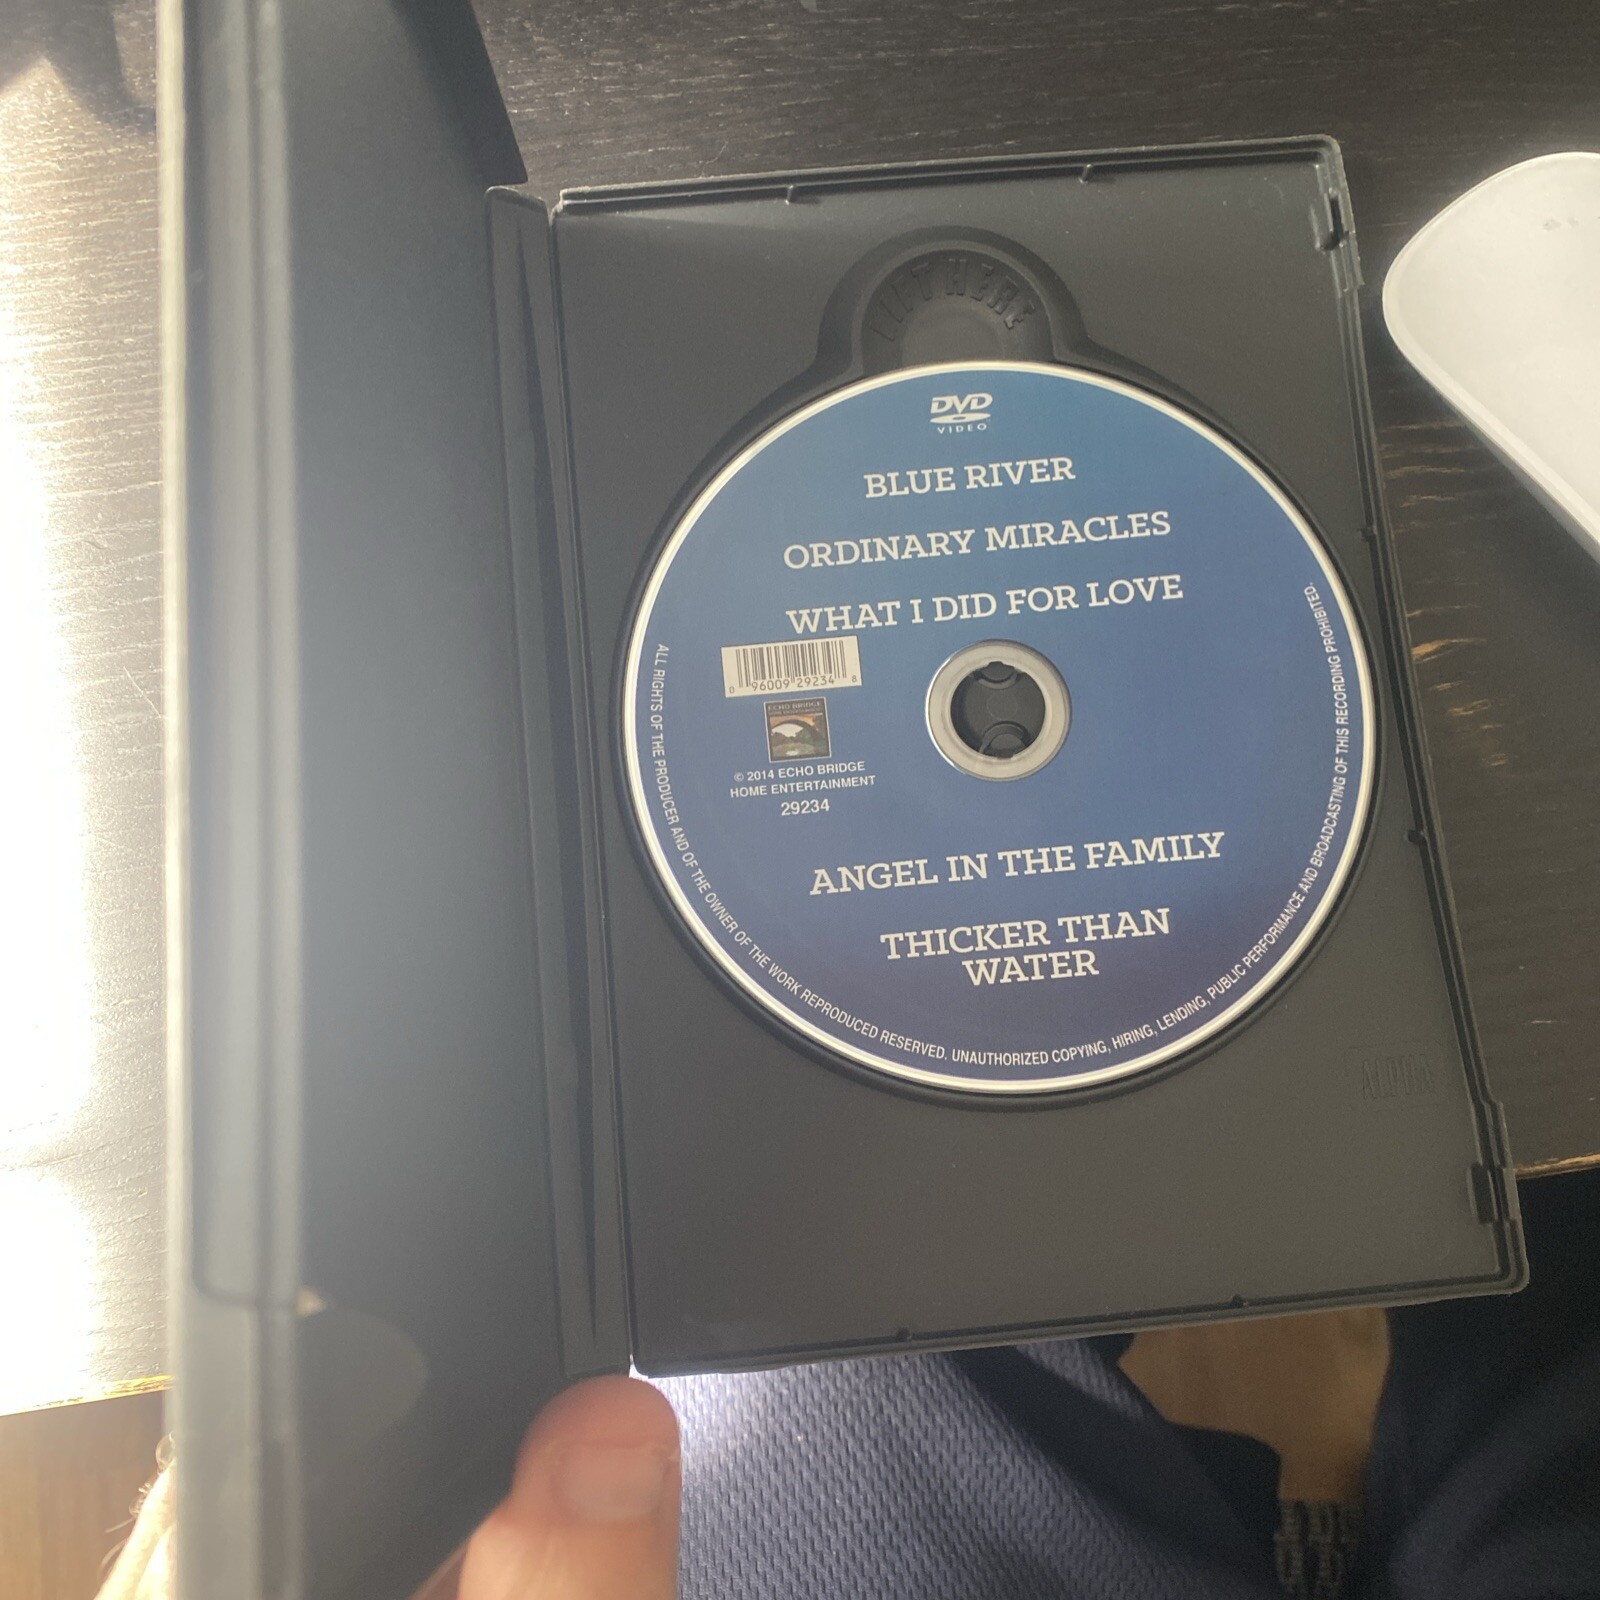 LIFT HERE
DVD
VIDEO
BLUE RIVER
ORDINARY MIRACLES
WHAT I DID FOR LOVE
0 96009 29234 8
ECHO BRIDGE
© 2014 ECHO BRIDGE
HOME ENTERTAINMENT
29234
ANGEL IN THE FAMILY
THICKER THAN
WATER
ALL RIGHTS OF THE PRODUCER AND OF THE OWNER OF THE WORK REPRODUCED RESERVED. UNAUTHORIZED COPYING, HIRING, LENDING, PUBLIC PERFORMANCE AND BROADCASTING OF THIS RECORDING PROHIBITED.